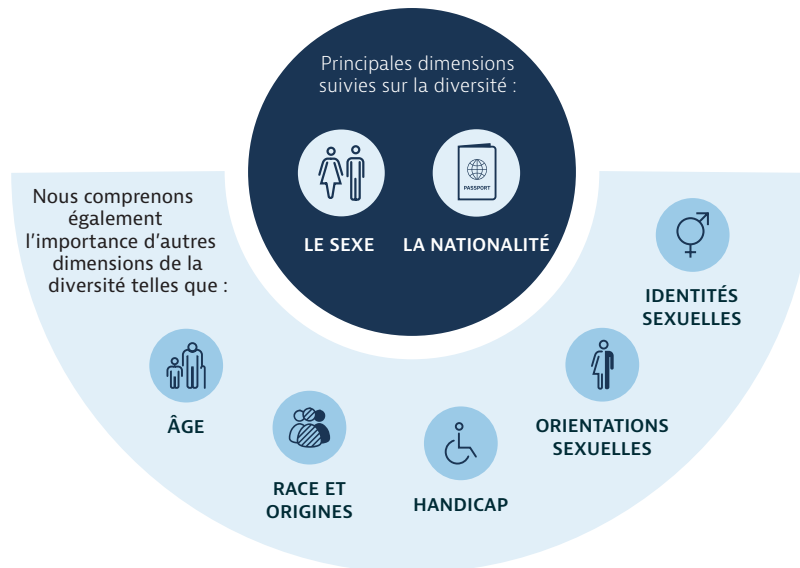 Principales dimensions
suivies sur la diversité :
PASSPORT
LE SEXE
LA NATIONALITÉ
Nous comprenons
également
l'importance d'autres
dimensions de la
diversité telles que :
ÂGE
RACE ET
ORIGINES
HANDICAP
ORIENTATIONS
SEXUELLES
IDENTITÉS
SEXUELLES